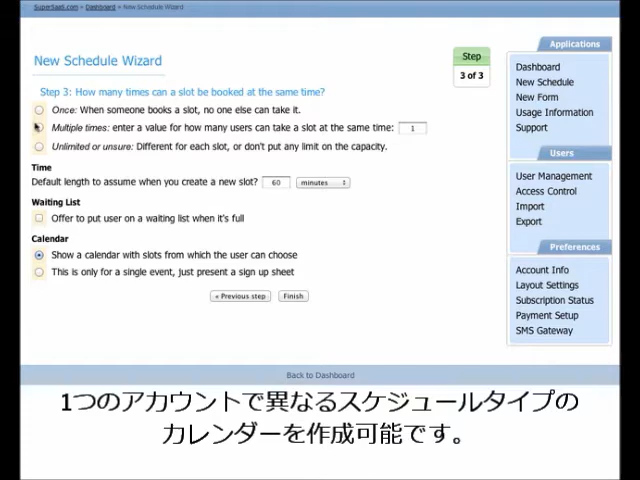 SuperSaaS.com » Dashboard » New Schedule Wizard
New Schedule Wizard
Step
3 of 3
Step 3: How many times can a slot be booked at the same time?
Once: When someone books a slot, no one else can take it.
Multiple times: enter a value for how many users can take a slot at the same time: 1
Unlimited or unsure: Different for each slot, or don't put any limit on the capacity.
Time
Default length to assume when you create a new slot? 60 minutes
Waiting List
Offer to put user on a waiting list when it's full
Calendar
Show a calendar with slots from which the user can choose
This is only for a single event, just present a sign up sheet
« Previous step Finish
Applications
Dashboard
New Schedule
New Form
Usage Information
Support
Users
User Management
Access Control
Import
Export
Preferences
Account Info
Layout Settings
Subscription Status
Payment Setup
SMS Gateway
Back to Dashboard
1つのアカウントで異なるスケジュールタイプの
カレンダーを作成可能です。